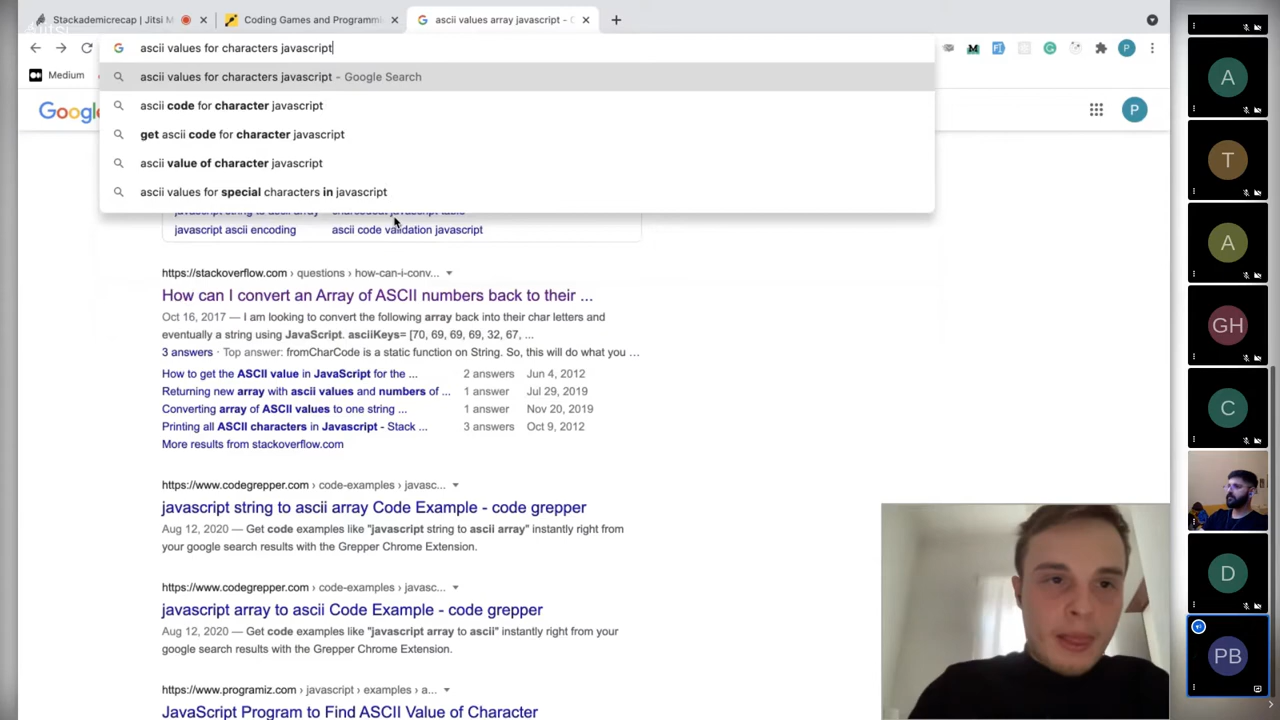 Stackademicrecap | Jitsi M
Coding Games and Programmi
ascii values array javascript -
ascii values for characters javascript
P
Medium
ascii values for characters javascript - Google Search
ascii code for character javascript
get ascii code for character javascript
ascii value of character javascript
ascii values for special characters in javascript
Google
P
javascript string to ascii array
charcodeat javascript table
javascript ascii encoding
ascii code validation javascript
https://stackoverflow.com › questions › how-can-i-conv...
How can I convert an Array of ASCII numbers back to their ...
Oct 16, 2017 — I am looking to convert the following array back into their char letters and
eventually a string using JavaScript. asciiKeys= [70, 69, 69, 69, 32, 67, ...
3 answers · Top answer: fromCharCode is a static function on String. So, this will do what you ...
How to get the ASCII value in JavaScript for the ... 2 answers Jun 4, 2012
Returning new array with ascii values and numbers of ... 1 answer Jul 29, 2019
Converting array of ASCII values to one string ... 1 answer Nov 20, 2019
Printing all ASCII characters in Javascript - Stack ... 3 answers Oct 9, 2012
More results from stackoverflow.com
https://www.codegrepper.com › code-examples › javasc...
javascript string to ascii array Code Example - code grepper
Aug 12, 2020 — Get code examples like "javascript string to ascii array" instantly right from
your google search results with the Grepper Chrome Extension.
https://www.codegrepper.com › code-examples › javasc...
javascript array to ascii Code Example - code grepper
Aug 12, 2020 — Get code examples like "javascript array to ascii" instantly right from your
google search results with the Grepper Chrome Extension.
https://www.programiz.com › javascript › examples › a...
JavaScript Program to Find ASCII Value of Character
A
T
A
GH
C
D
PB